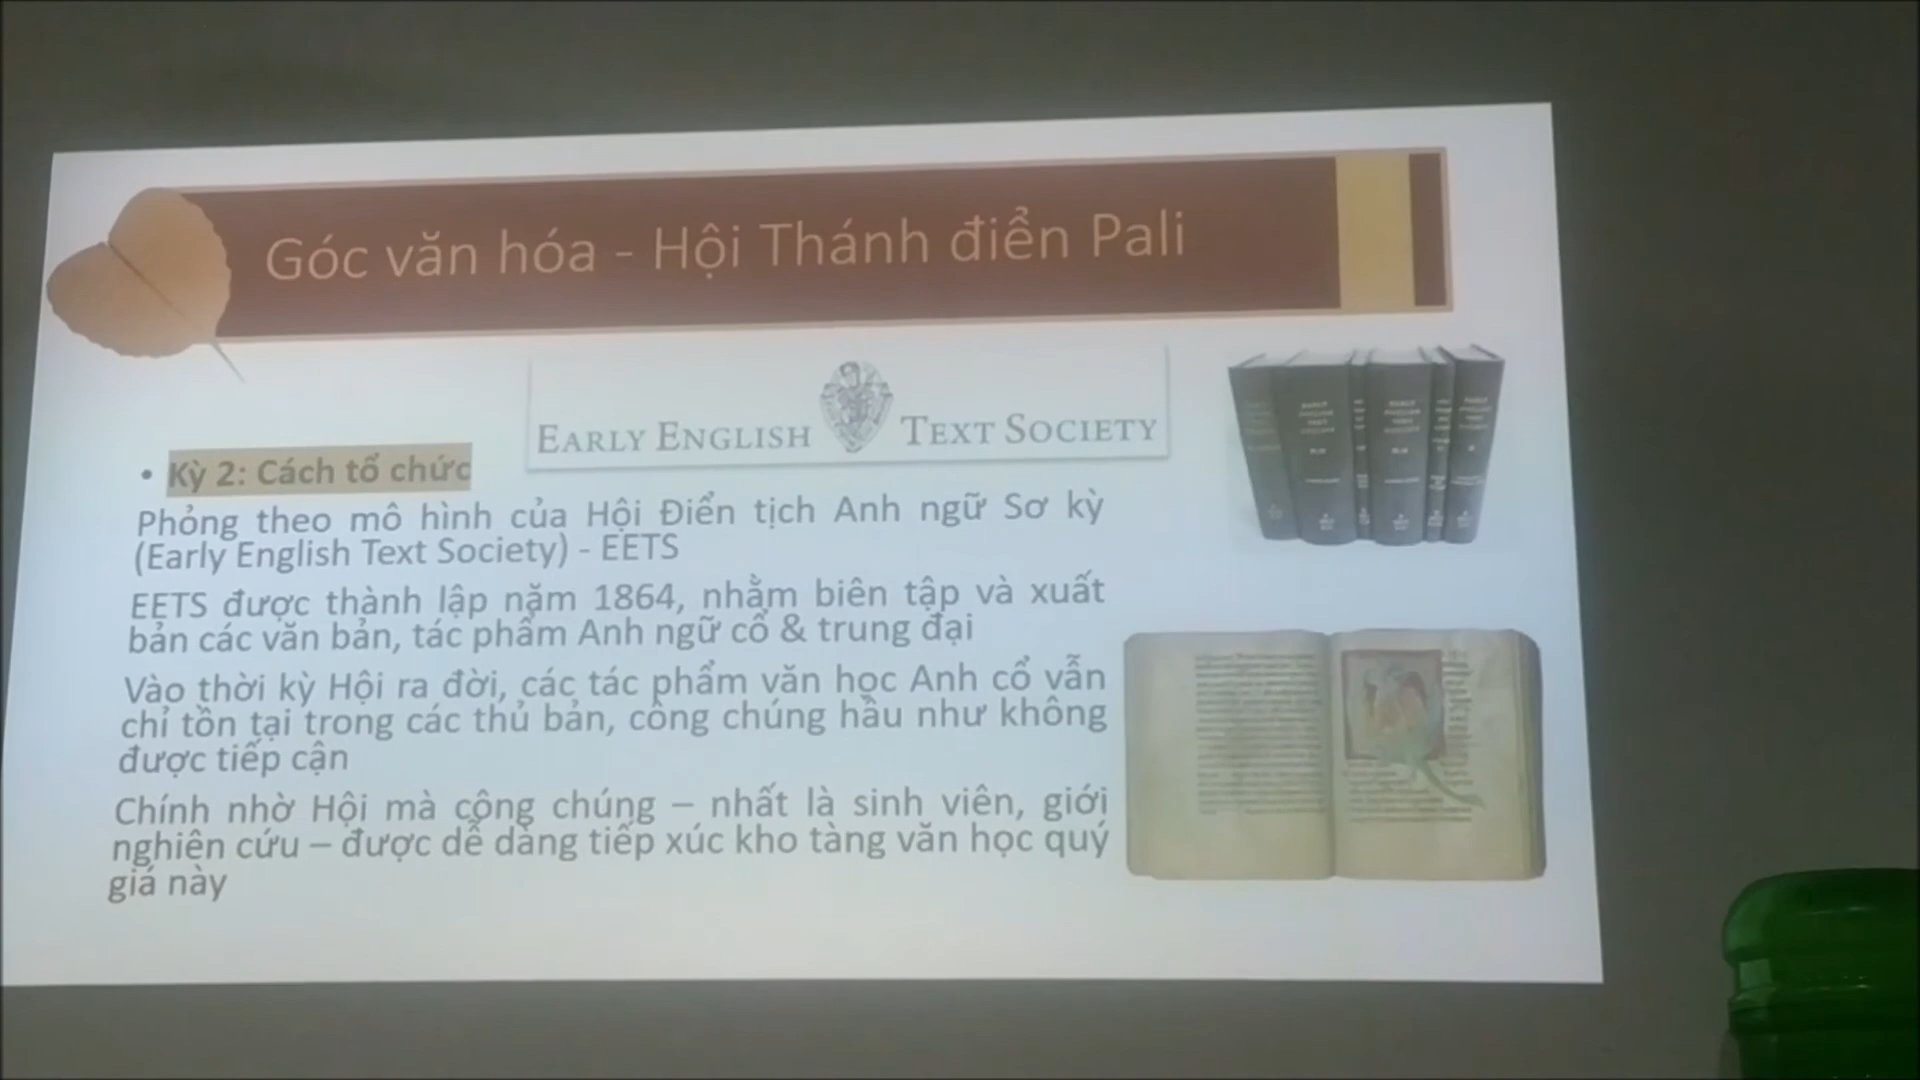 Góc văn hóa - Hội Thánh điển Pali
EARLY ENGLISH TEXT SOCIETY
• Kỳ 2: Cách tổ chức
Phỏng theo mô hình của Hội Điển tịch Anh ngữ Sơ kỳ
(Early English Text Society) - EETS
EETS được thành lập năm 1864, nhằm biên tập và xuất
bản các văn bản, tác phẩm Anh ngữ cổ & trung đại
Vào thời kỳ Hội ra đời, các tác phẩm văn học Anh cổ vẫn
chỉ tồn tại trong các thủ bản, công chúng hầu như không
được tiếp cận
Chính nhờ Hội mà công chúng – nhất là sinh viên, giới
nghiên cứu – được dễ dàng tiếp xúc kho tàng văn học quý
giá này